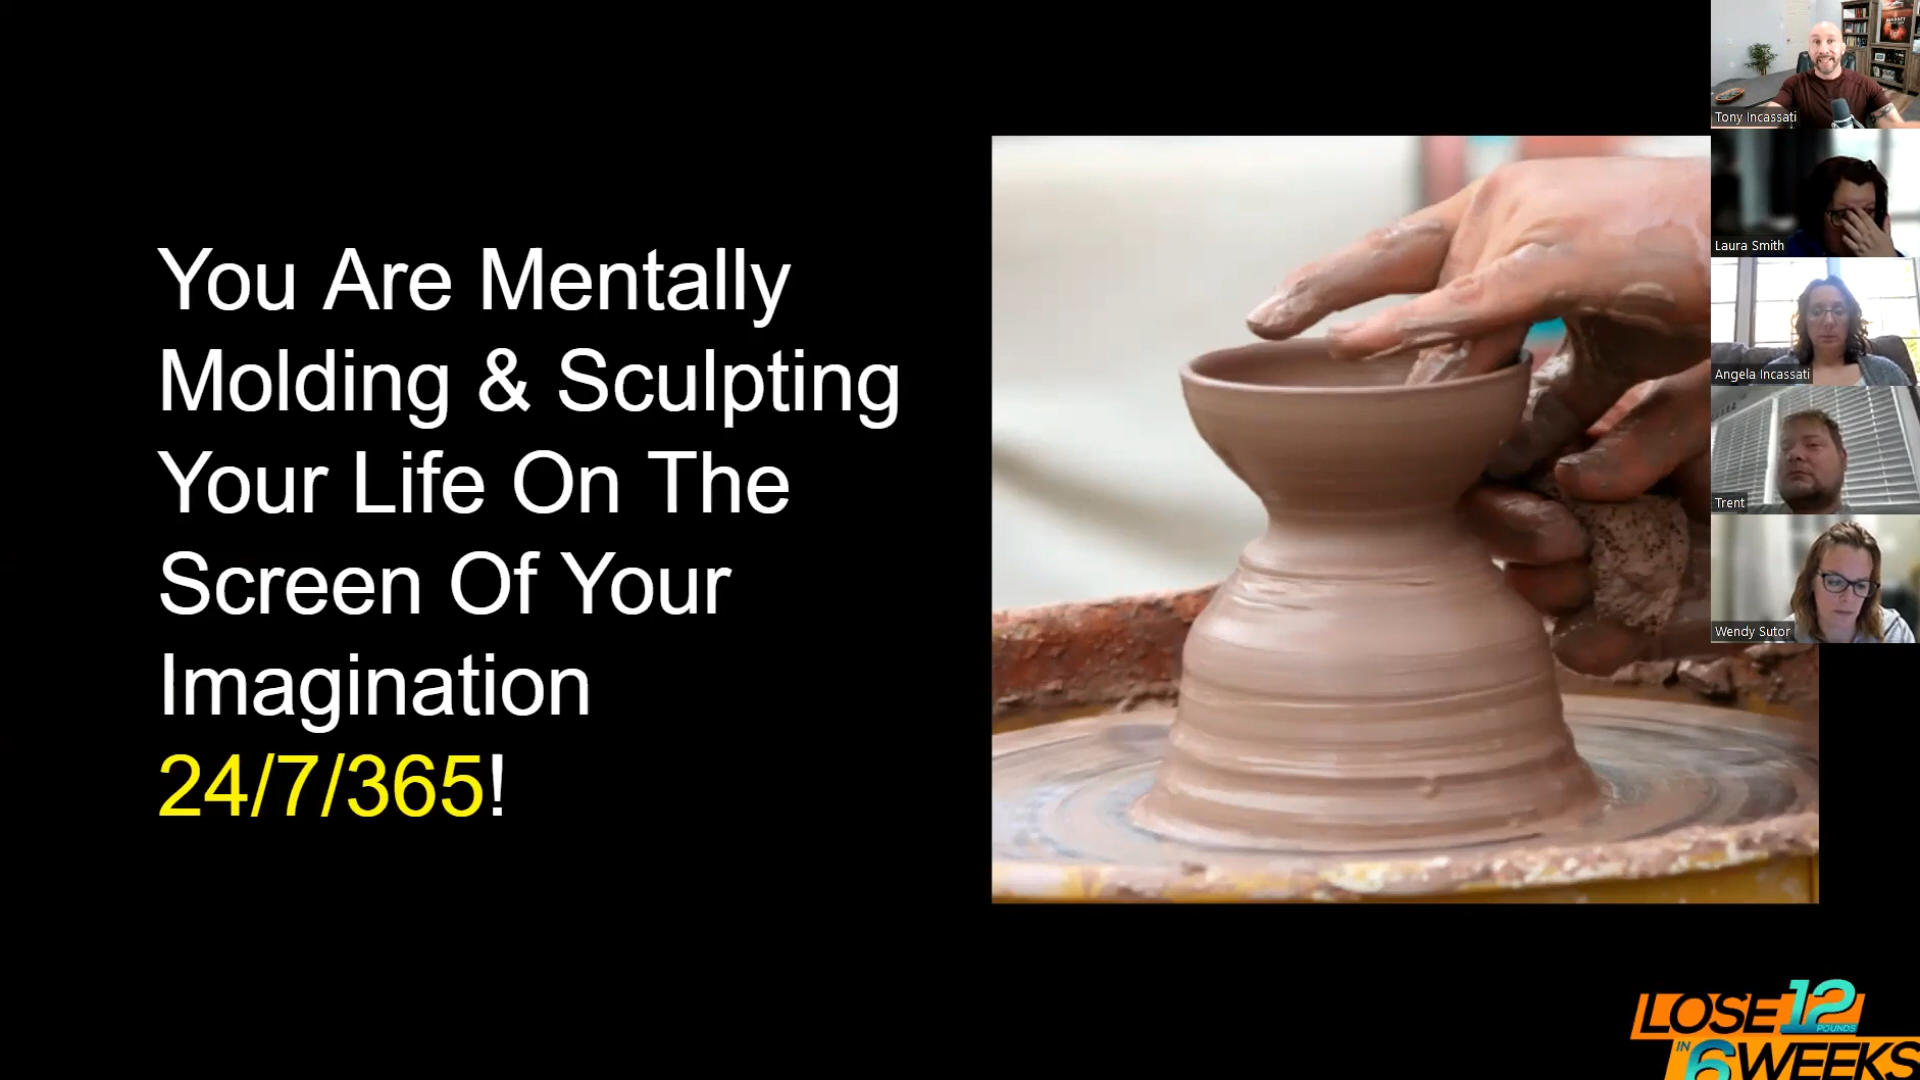 You Are Mentally
Molding & Sculpting
Your Life On The
Screen Of Your
Imagination
24/7/365!
Tony Incassati
Laura Smith
Angela Incassati
Trent
Wendy Sutor
LOSE 12
POUNDS
IN 6 WEEKS